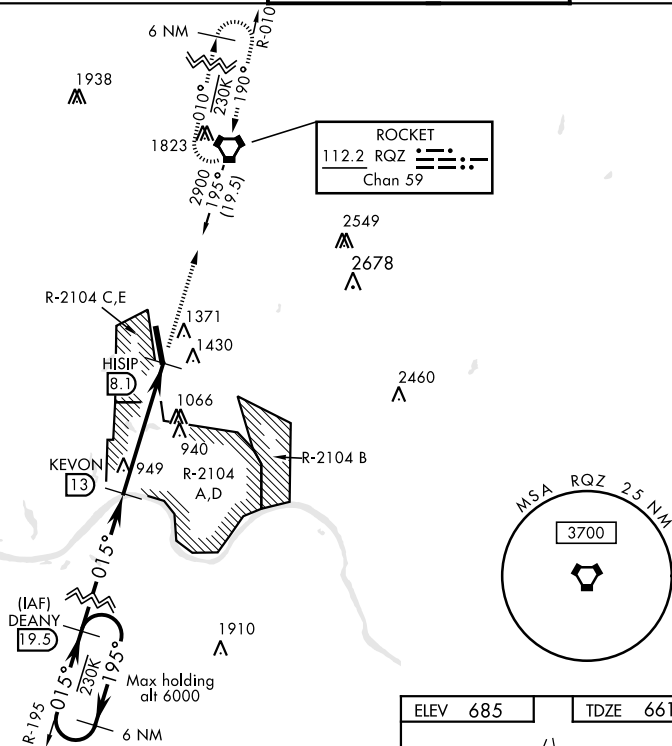 6 NM
R-010
1938
010°
230K
190°
1823
ROCKET
112.2 RQZ
Chan 59
2900
195°
(19.5)
2549
2678
R-2104 C,E
1371
1430
HISIP
8.1
2460
1066
940
KEVON
13
949
R-2104
A,D
R-2104 B
MSA RQZ 25 NM
3700
015°
(IAF)
DEANY
19.5
1910
015°
230K
195°
Max holding
alt 6000
R-195
6 NM
ELEV 685
TDZE 661